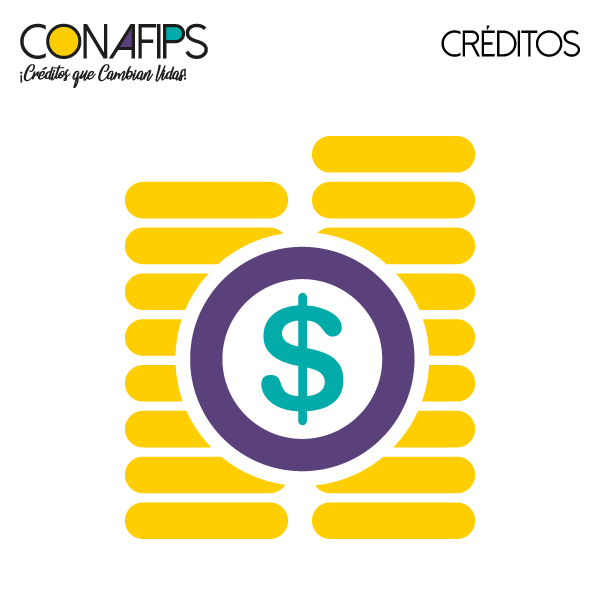 CONAFIPS
¡Créditos que Cambian Vidas!
CRÉDITOS
$